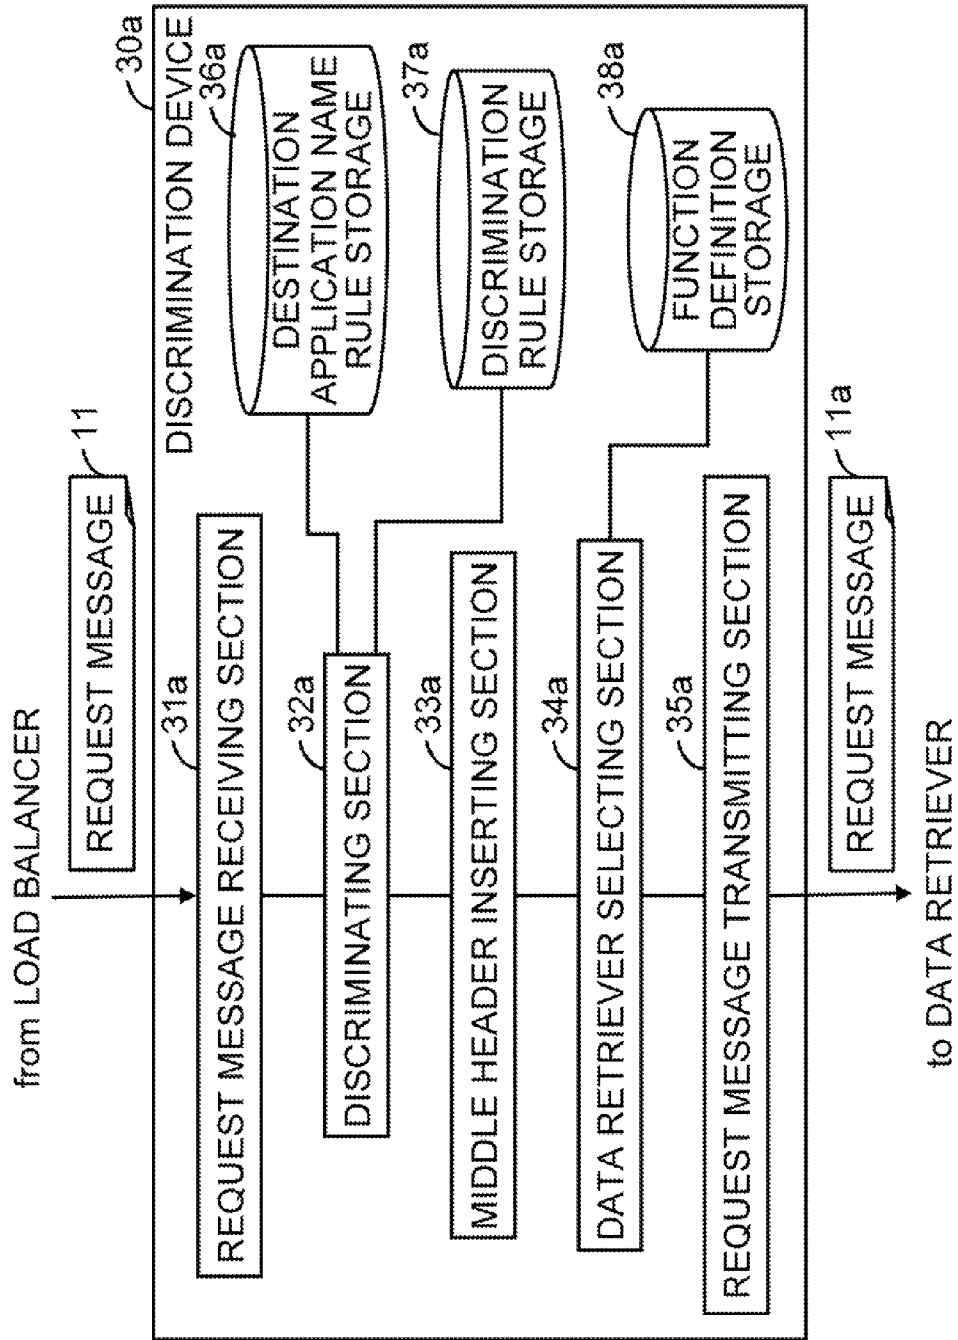 from LOAD BALANCER
REQUEST MESSAGE
11
30a
DISCRIMINATION DEVICE
31a
REQUEST MESSAGE RECEIVING SECTION
36a
DESTINATION
APPLICATION NAME
RULE STORAGE
32a
DISCRIMINATING SECTION
37a
DISCRIMINATION
RULE STORAGE
33a
MIDDLE HEADER INSERTING SECTION
34a
DATA RETRIEVER SELECTING SECTION
38a
FUNCTION
DEFINITION
STORAGE
35a
REQUEST MESSAGE TRANSMITTING SECTION
REQUEST MESSAGE
11a
to DATA RETRIEVER